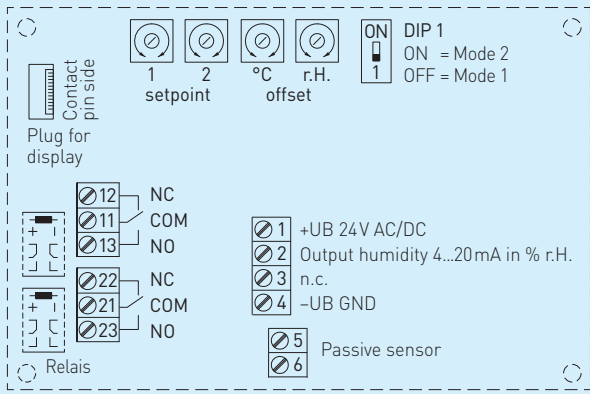 ON DIP 1
ON = Mode 2
1 OFF = Mode 1
1 2 °C r.H.
setpoint offset
Contact
pin side
Plug for
display
12 NC
11 COM
13 NO
22 NC
21 COM
23 NO
+
+
Relais
1 +UB 24V AC/DC
2 Output humidity 4...20mA in % r.H.
3 n.c.
4 –UB GND
5 Passive sensor
6